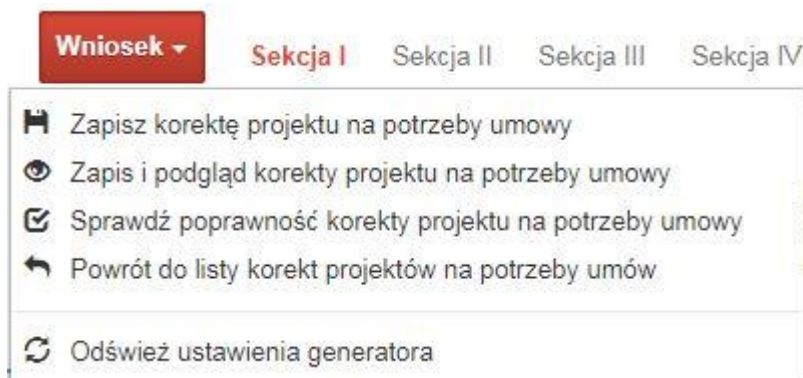 Wniosek Sekcja I Sekcja II Sekcja III Sekcja IV
Zapisz korektę projektu na potrzeby umowy
Zapis i podgląd korekty projektu na potrzeby umowy
Sprawdź poprawność korekty projektu na potrzeby umowy
Powrót do listy korekt projektów na potrzeby umów
Odśwież ustawienia generatora